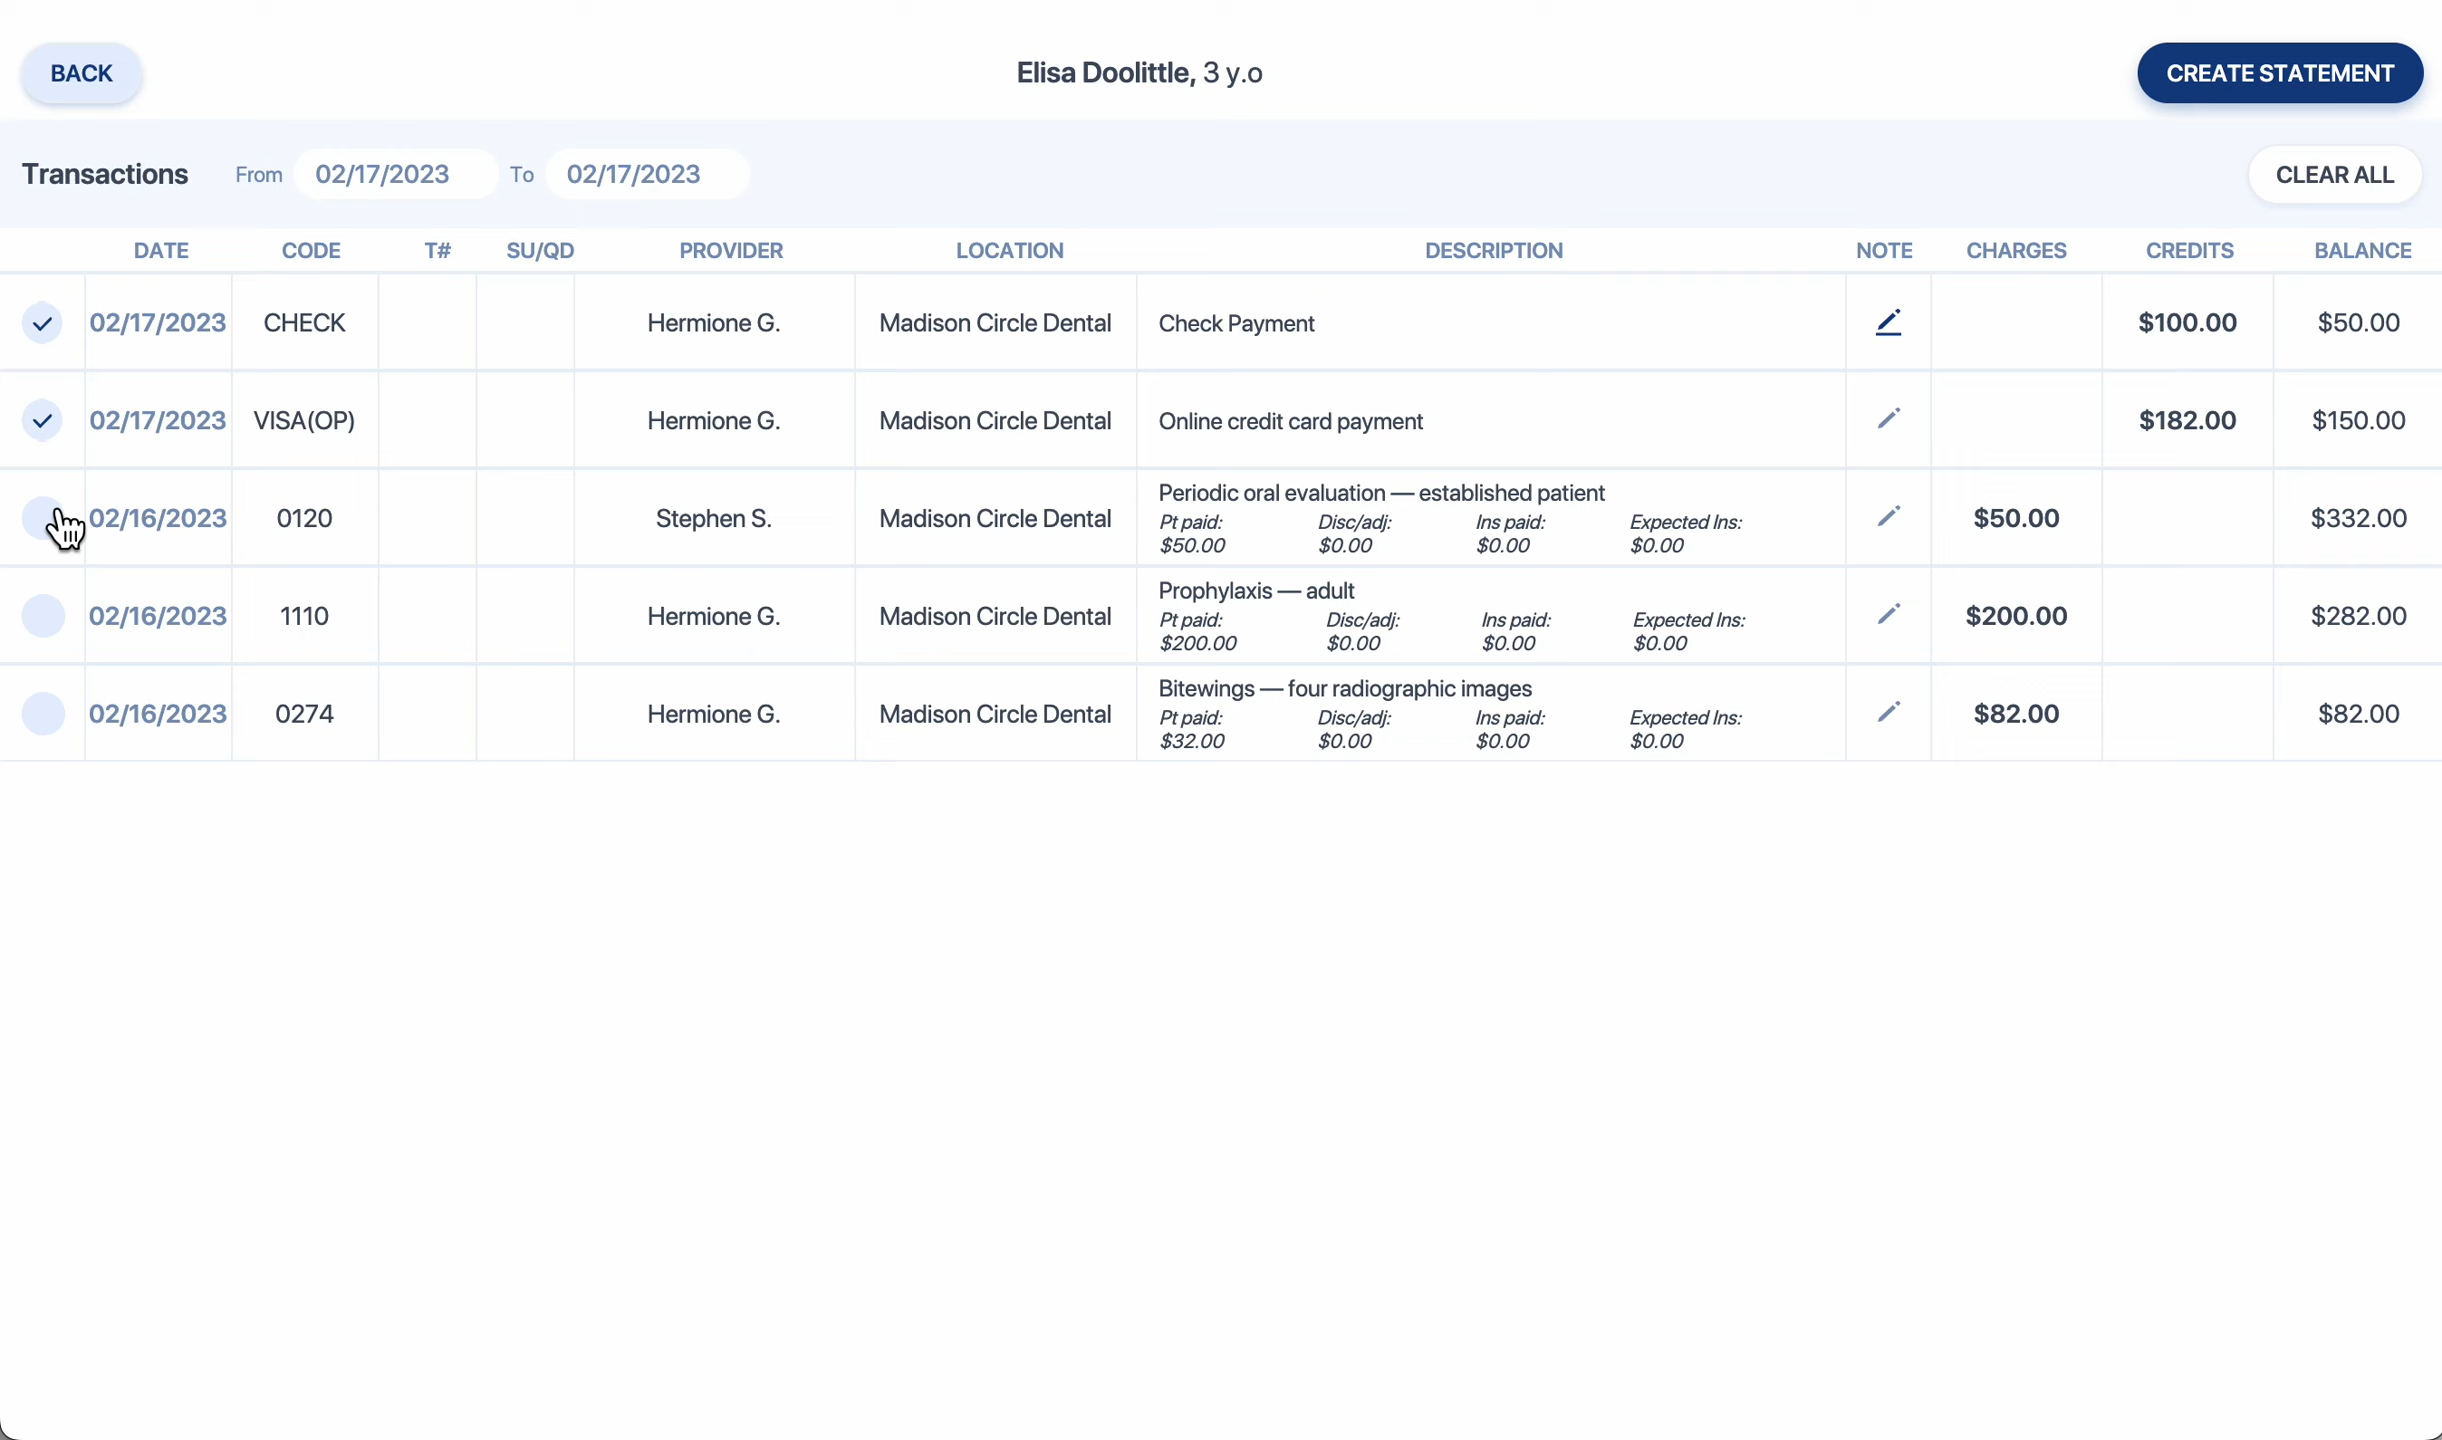 BACK
Elisa Doolittle, 3 y.o
CREATE STATEMENT
Transactions From 02/17/2023 To 02/17/2023 CLEAR ALL
DATE CODE T# SU/QD PROVIDER LOCATION DESCRIPTION NOTE CHARGES CREDITS BALANCE
02/17/2023 CHECK Hermione G. Madison Circle Dental Check Payment $100.00 $50.00
02/17/2023 VISA(OP) Hermione G. Madison Circle Dental Online credit card payment $182.00 $150.00
02/16/2023 0120 Stephen S. Madison Circle Dental Periodic oral evaluation — established patient $50.00 $332.00
Pt paid: Disc/adj: Ins paid: Expected Ins:
$50.00 $0.00 $0.00 $0.00
02/16/2023 1110 Hermione G. Madison Circle Dental Prophylaxis — adult $200.00 $282.00
Pt paid: Disc/adj: Ins paid: Expected Ins:
$200.00 $0.00 $0.00 $0.00
02/16/2023 0274 Hermione G. Madison Circle Dental Bitewings — four radiographic images $82.00 $82.00
Pt paid: Disc/adj: Ins paid: Expected Ins:
$32.00 $0.00 $0.00 $0.00